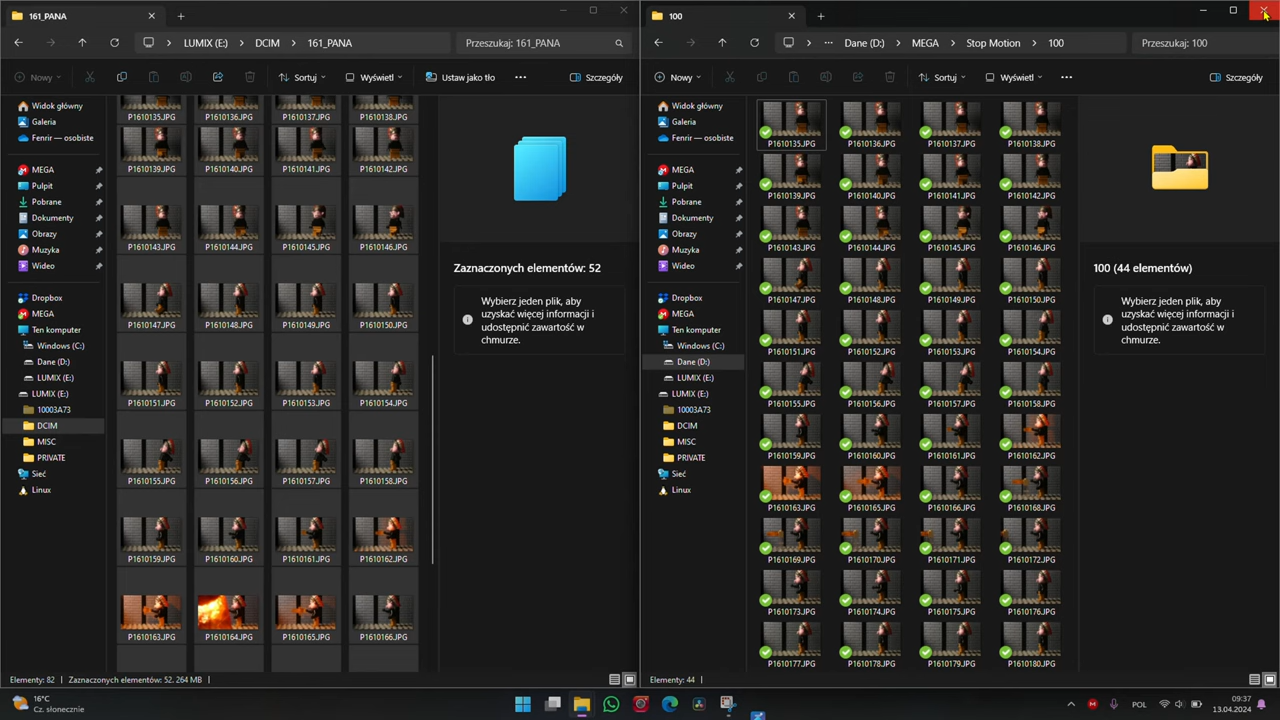 161_PANA
LUMIX (E:) DCIM 161_PANA Przeszukaj: 161_PANA
Nowy Sortuj Wyświetl Ustaw jako tło Szczegóły
Widok główny
Galeria
Fenrir — osobiste
MEGA
Pulpit
Pobrane
Dokumenty
Obrazy
Muzyka
Wideo
Dropbox
MEGA
Ten komputer
Windows (C:)
Dane (D:)
LUMIX (E:)
LUMIX (E:)
10003A73
DCIM
MISC
PRIVATE
Sieć
Linux
P1610135.JPG P1610136.JPG P1610137.JPG P1610138.JPG
P1610139.JPG P1610140.JPG P1610141.JPG P1610142.JPG
P1610143.JPG P1610144.JPG P1610145.JPG P1610146.JPG
P1610147.JPG P1610148.JPG P1610149.JPG P1610150.JPG
P1610151.JPG P1610152.JPG P1610153.JPG P1610154.JPG
P1610155.JPG P1610156.JPG P1610157.JPG P1610158.JPG
P1610159.JPG P1610160.JPG P1610161.JPG P1610162.JPG
P1610163.JPG P1610164.JPG P1610165.JPG P1610166.JPG
Zaznaczonych elementów: 52
Wybierz jeden plik, aby
uzyskać więcej informacji i
udostępnić zawartość w
chmurze.
Elementy: 82 Zaznaczonych elementów: 52. 264 MB
100
Dane (D:) MEGA Stop Motion 100 Przeszukaj: 100
Nowy Sortuj Wyświetl Szczegóły
Widok główny
Galeria
Fenrir — osobiste
MEGA
Pulpit
Pobrane
Dokumenty
Obrazy
Muzyka
Wideo
Dropbox
MEGA
Ten komputer
Windows (C:)
Dane (D:)
LUMIX (E:)
LUMIX (E:)
10003A73
DCIM
MISC
PRIVATE
Sieć
Linux
P1610135.JPG P1610136.JPG P1610137.JPG P1610138.JPG
P1610139.JPG P1610140.JPG P1610141.JPG P1610142.JPG
P1610143.JPG P1610144.JPG P1610145.JPG P1610146.JPG
P1610147.JPG P1610148.JPG P1610149.JPG P1610150.JPG
P1610151.JPG P1610152.JPG P1610153.JPG P1610154.JPG
P1610155.JPG P1610156.JPG P1610157.JPG P1610158.JPG
P1610159.JPG P1610160.JPG P1610161.JPG P1610162.JPG
P1610163.JPG P1610165.JPG P1610166.JPG P1610168.JPG
P1610169.JPG P1610170.JPG P1610171.JPG P1610172.JPG
P1610173.JPG P1610174.JPG P1610175.JPG P1610176.JPG
P1610177.JPG P1610178.JPG P1610179.JPG P1610180.JPG
100 (44 elementów)
Wybierz jeden plik, aby
uzyskać więcej informacji i
udostępnić zawartość w
chmurze.
Elementy: 44
16°C
Cz. słonecznie
POL
09:37
13.04.2024